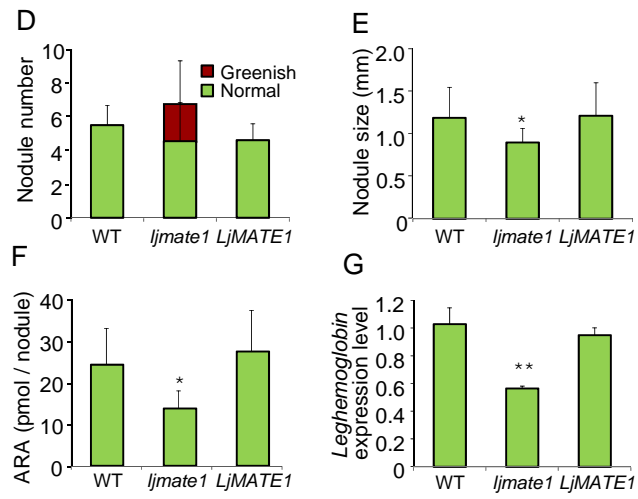 D
Nodule number
10
8
6
4
2
0
Greenish
Normal
WT ljmate1 LjMATE1
E
Nodule size (mm)
2.0
1.5
1.0
0.5
0
*
WT ljmate1 LjMATE1
F
ARA (pmol / nodule)
40
30
20
10
0
*
WT ljmate1 LjMATE1
G
Leghemoglobin
expression level
1.2
1.0
0.8
0.6
0.4
0.2
0
**
WT ljmate1 LjMATE1